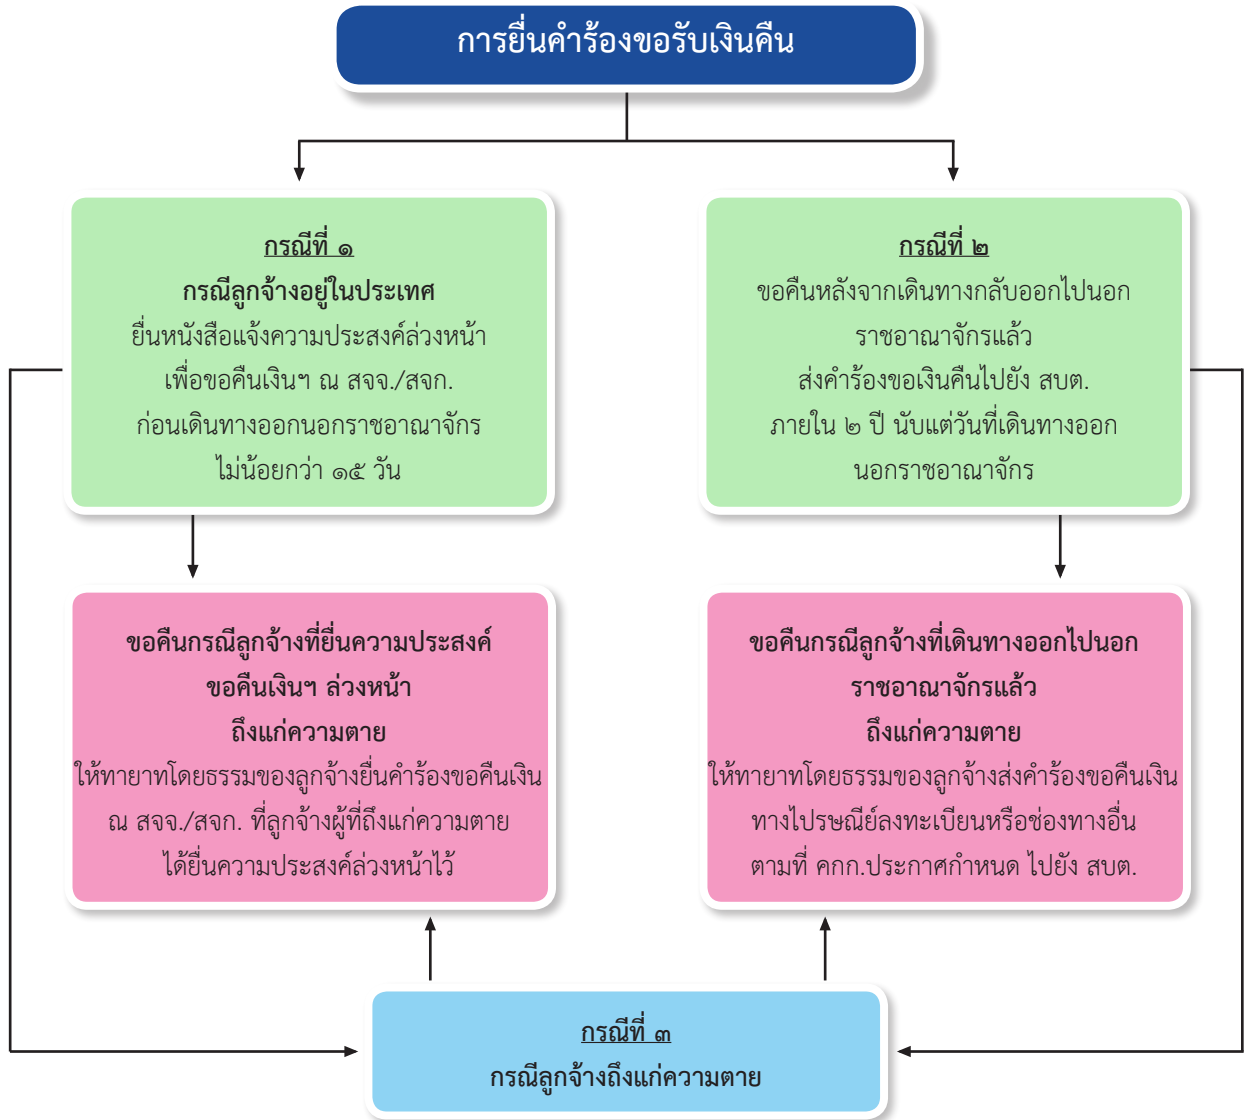 การยื่นคำร้องขอรับเงินคืน
กรณีที่ ๑
กรณีลูกจ้างอยู่ในประเทศ
ยื่นหนังสือแจ้งความประสงค์ล่วงหน้า
เพื่อขอคืนเงินฯ ณ สจจ./สจก.
ก่อนเดินทางออกนอกราชอาณาจักร
ไม่น้อยกว่า ๑๕ วัน
กรณีที่ ๒
ขอคืนหลังจากเดินทางกลับออกไปนอก
ราชอาณาจักรแล้ว
ส่งคำร้องขอเงินคืนไปยัง สบต.
ภายใน ๒ ปี นับแต่วันที่เดินทางออก
นอกราชอาณาจักร
ขอคืนกรณีลูกจ้างที่ยื่นความประสงค์
ขอคืนเงินฯ ล่วงหน้า
ถึงแก่ความตาย
ให้ทายาทโดยธรรมของลูกจ้างยื่นคำร้องขอคืนเงิน
ณ สจจ./สจก. ที่ลูกจ้างผู้ที่ถึงแก่ความตาย
ได้ยื่นความประสงค์ล่วงหน้าไว้
ขอคืนกรณีลูกจ้างที่เดินทางออกไปนอก
ราชอาณาจักรแล้ว
ถึงแก่ความตาย
ให้ทายาทโดยธรรมของลูกจ้างส่งคำร้องขอคืนเงิน
ทางไปรษณีย์ลงทะเบียนหรือช่องทางอื่น
ตามที่ คกก.ประกาศกำหนด ไปยัง สบต.
กรณีที่ ๓
กรณีลูกจ้างถึงแก่ความตาย